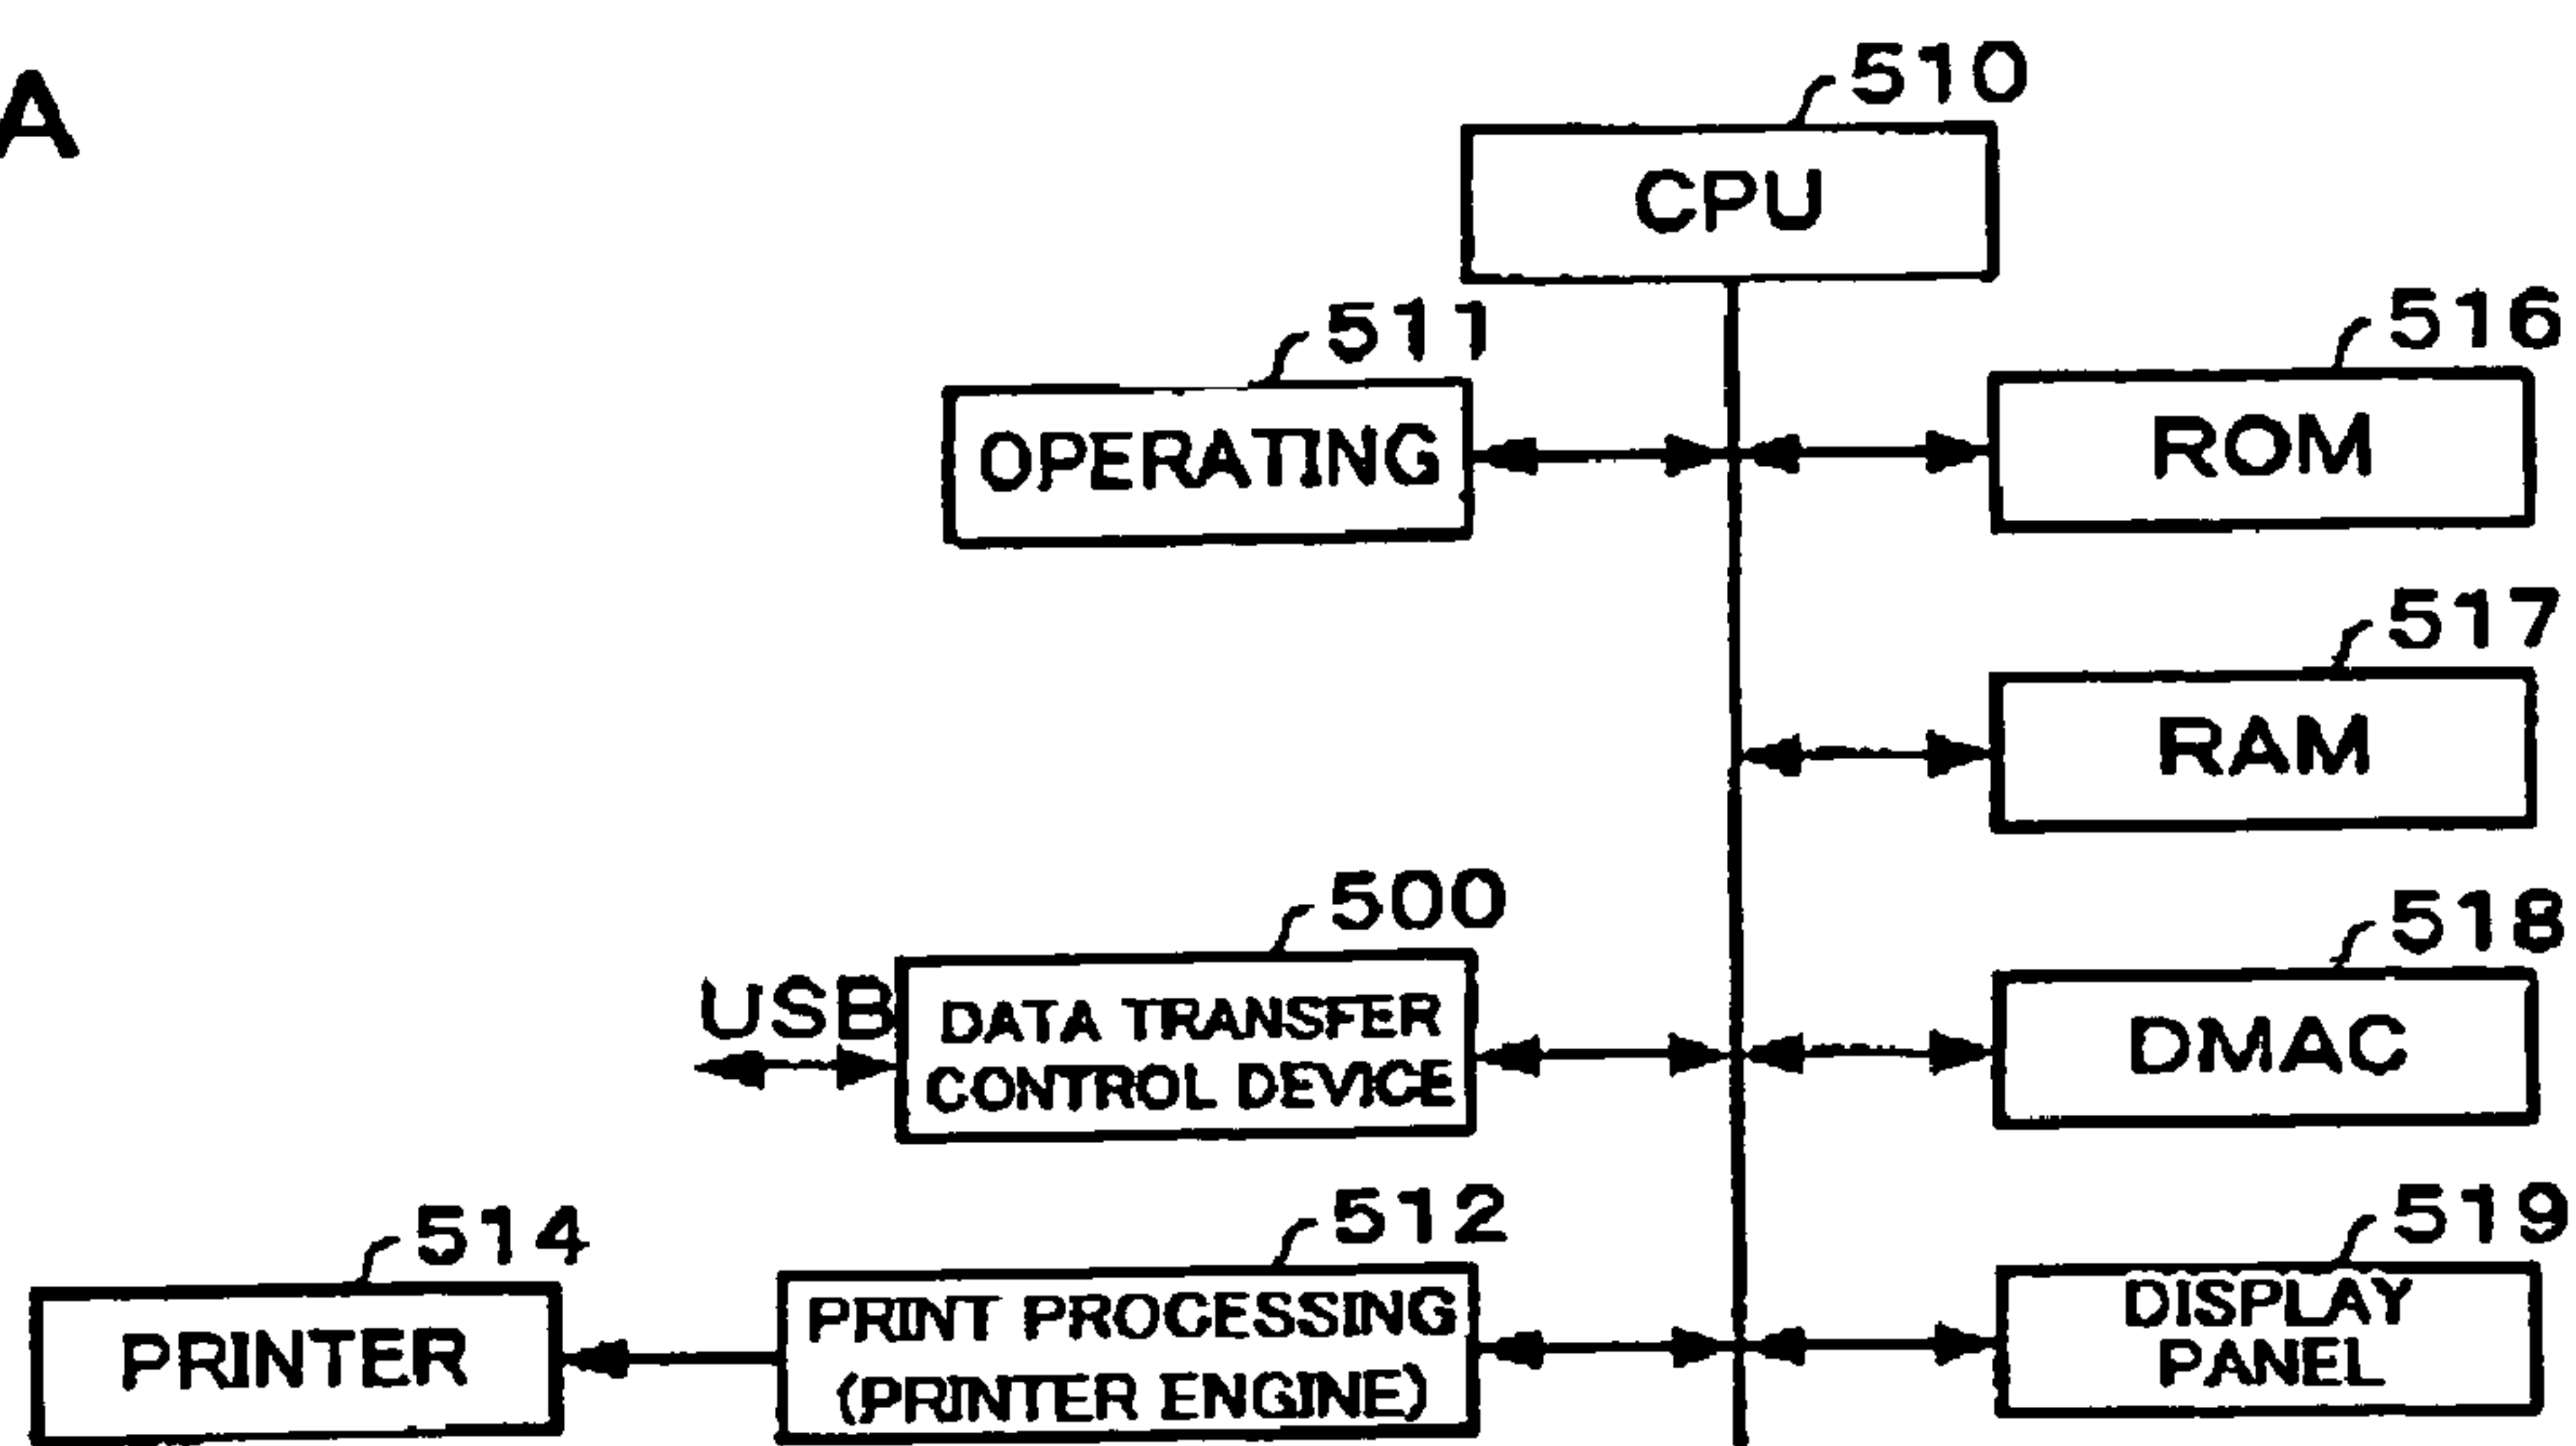 A
510
CPU
511
OPERATING
516
ROM
517
RAM
500
USB
DATA TRANSFER
CONTROL DEVICE
518
DMAC
514
PRINTER
512
PRINT PROCESSING
(PRINTER ENGINE)
519
DISPLAY
PANEL